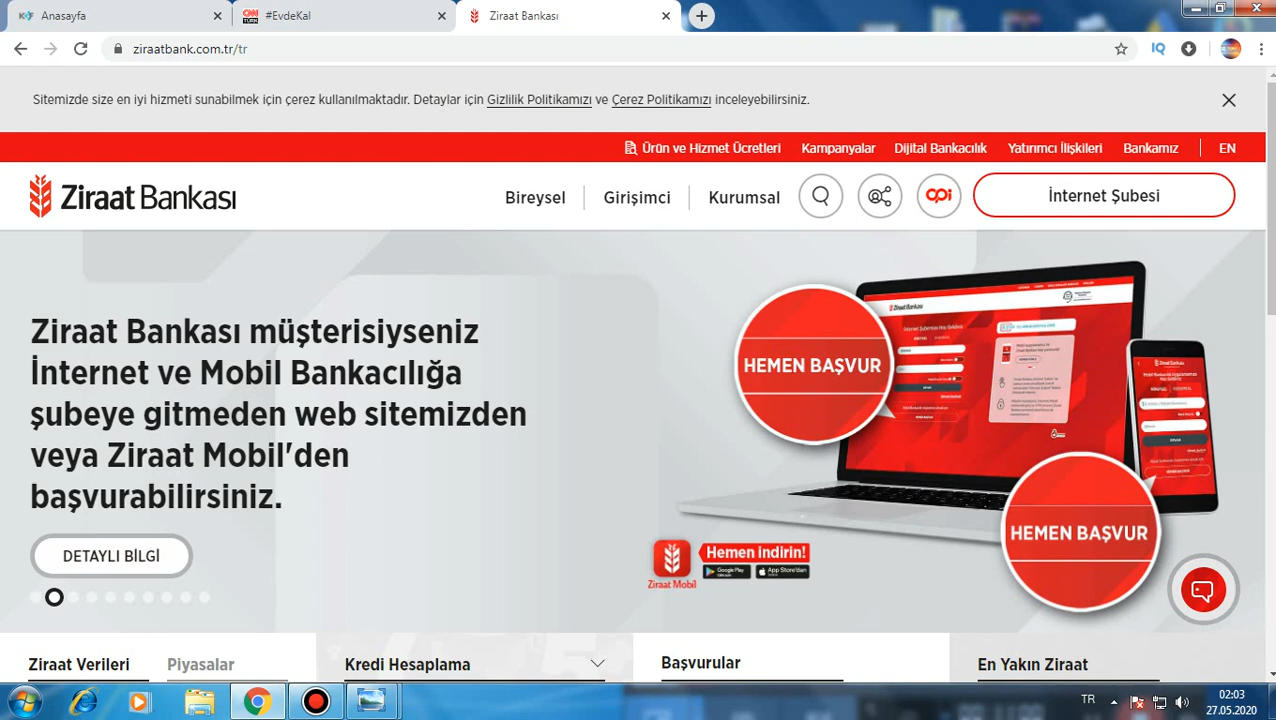 Anasayfa
#EvdeKal
Ziraat Bankası
ziraatbank.com.tr/tr
IQ
Sitemizde size en iyi hizmeti sunabilmek için çerez kullanılmaktadır. Detaylar için Gizlilik Politikamızı ve Çerez Politikamızı inceleyebilirsiniz.
Ürün ve Hizmet Ücretleri
Kampanyalar
Dijital Bankacılık
Yatırımcı İlişkileri
Bankamız
EN
Ziraat Bankası
Bireysel
Girişimci
Kurumsal
api
İnternet Şubesi
Ziraat Bankası müşterisiyseniz
İnternet ve Mobil Bankacılığa
şubeye gitmeden web sitemizden
veya Ziraat Mobil'den
başvurabilirsiniz.
DETAYLI BİLGİ
HEMEN BAŞVUR
HEMEN BAŞVUR
Hemen indirin!
Google Play
App Store'dan
Ziraat Mobil
Ziraat Verileri
Piyasalar
Kredi Hesaplama
Başvurular
En Yakın Ziraat
TR
02:03
27.05.2020